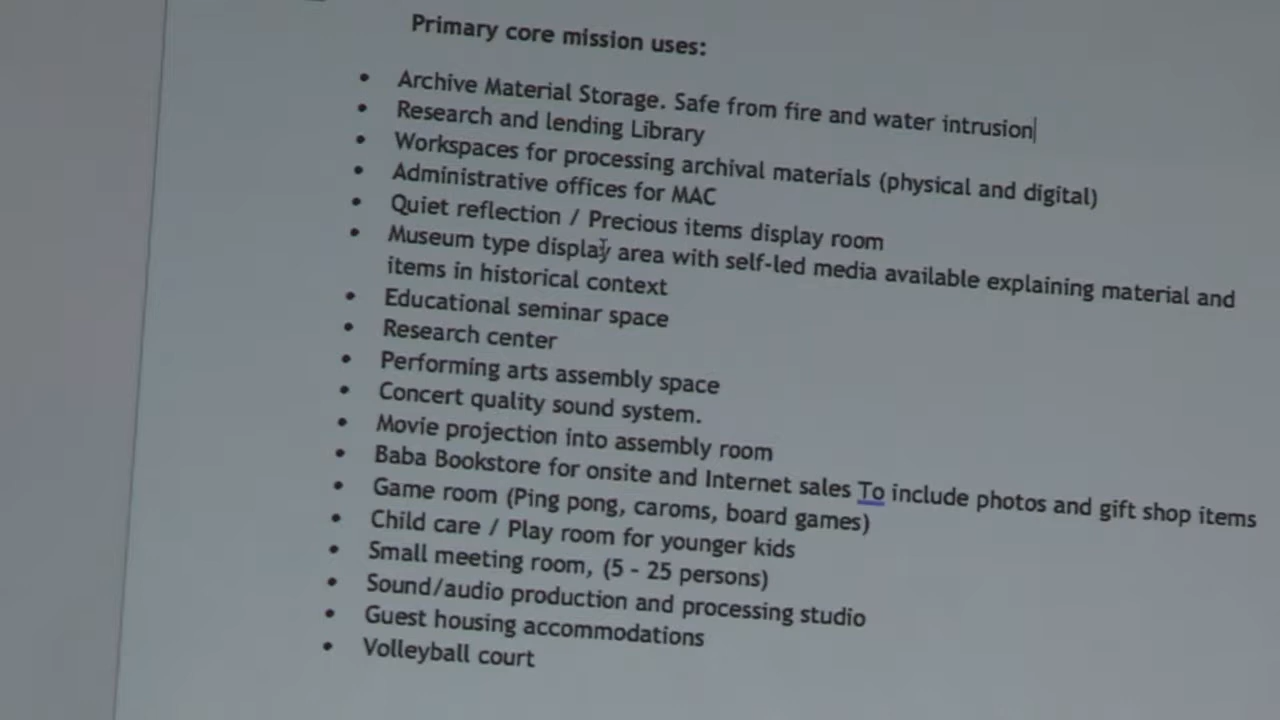 Primary core mission uses:
• Archive Material Storage. Safe from fire and water intrusion
• Research and lending Library
• Workspaces for processing archival materials (physical and digital)
• Administrative offices for MAC
• Quiet reflection / Precious items display room
• Museum type display area with self-led media available explaining material and
items in historical context
• Educational seminar space
• Research center
• Performing arts assembly space
• Concert quality sound system.
• Movie projection into assembly room
• Baba Bookstore for onsite and Internet sales To include photos and gift shop items
• Game room (Ping pong, caroms, board games)
• Child care / Play room for younger kids
• Small meeting room, (5 - 25 persons)
• Sound/audio production and processing studio
• Guest housing accommodations
• Volleyball court